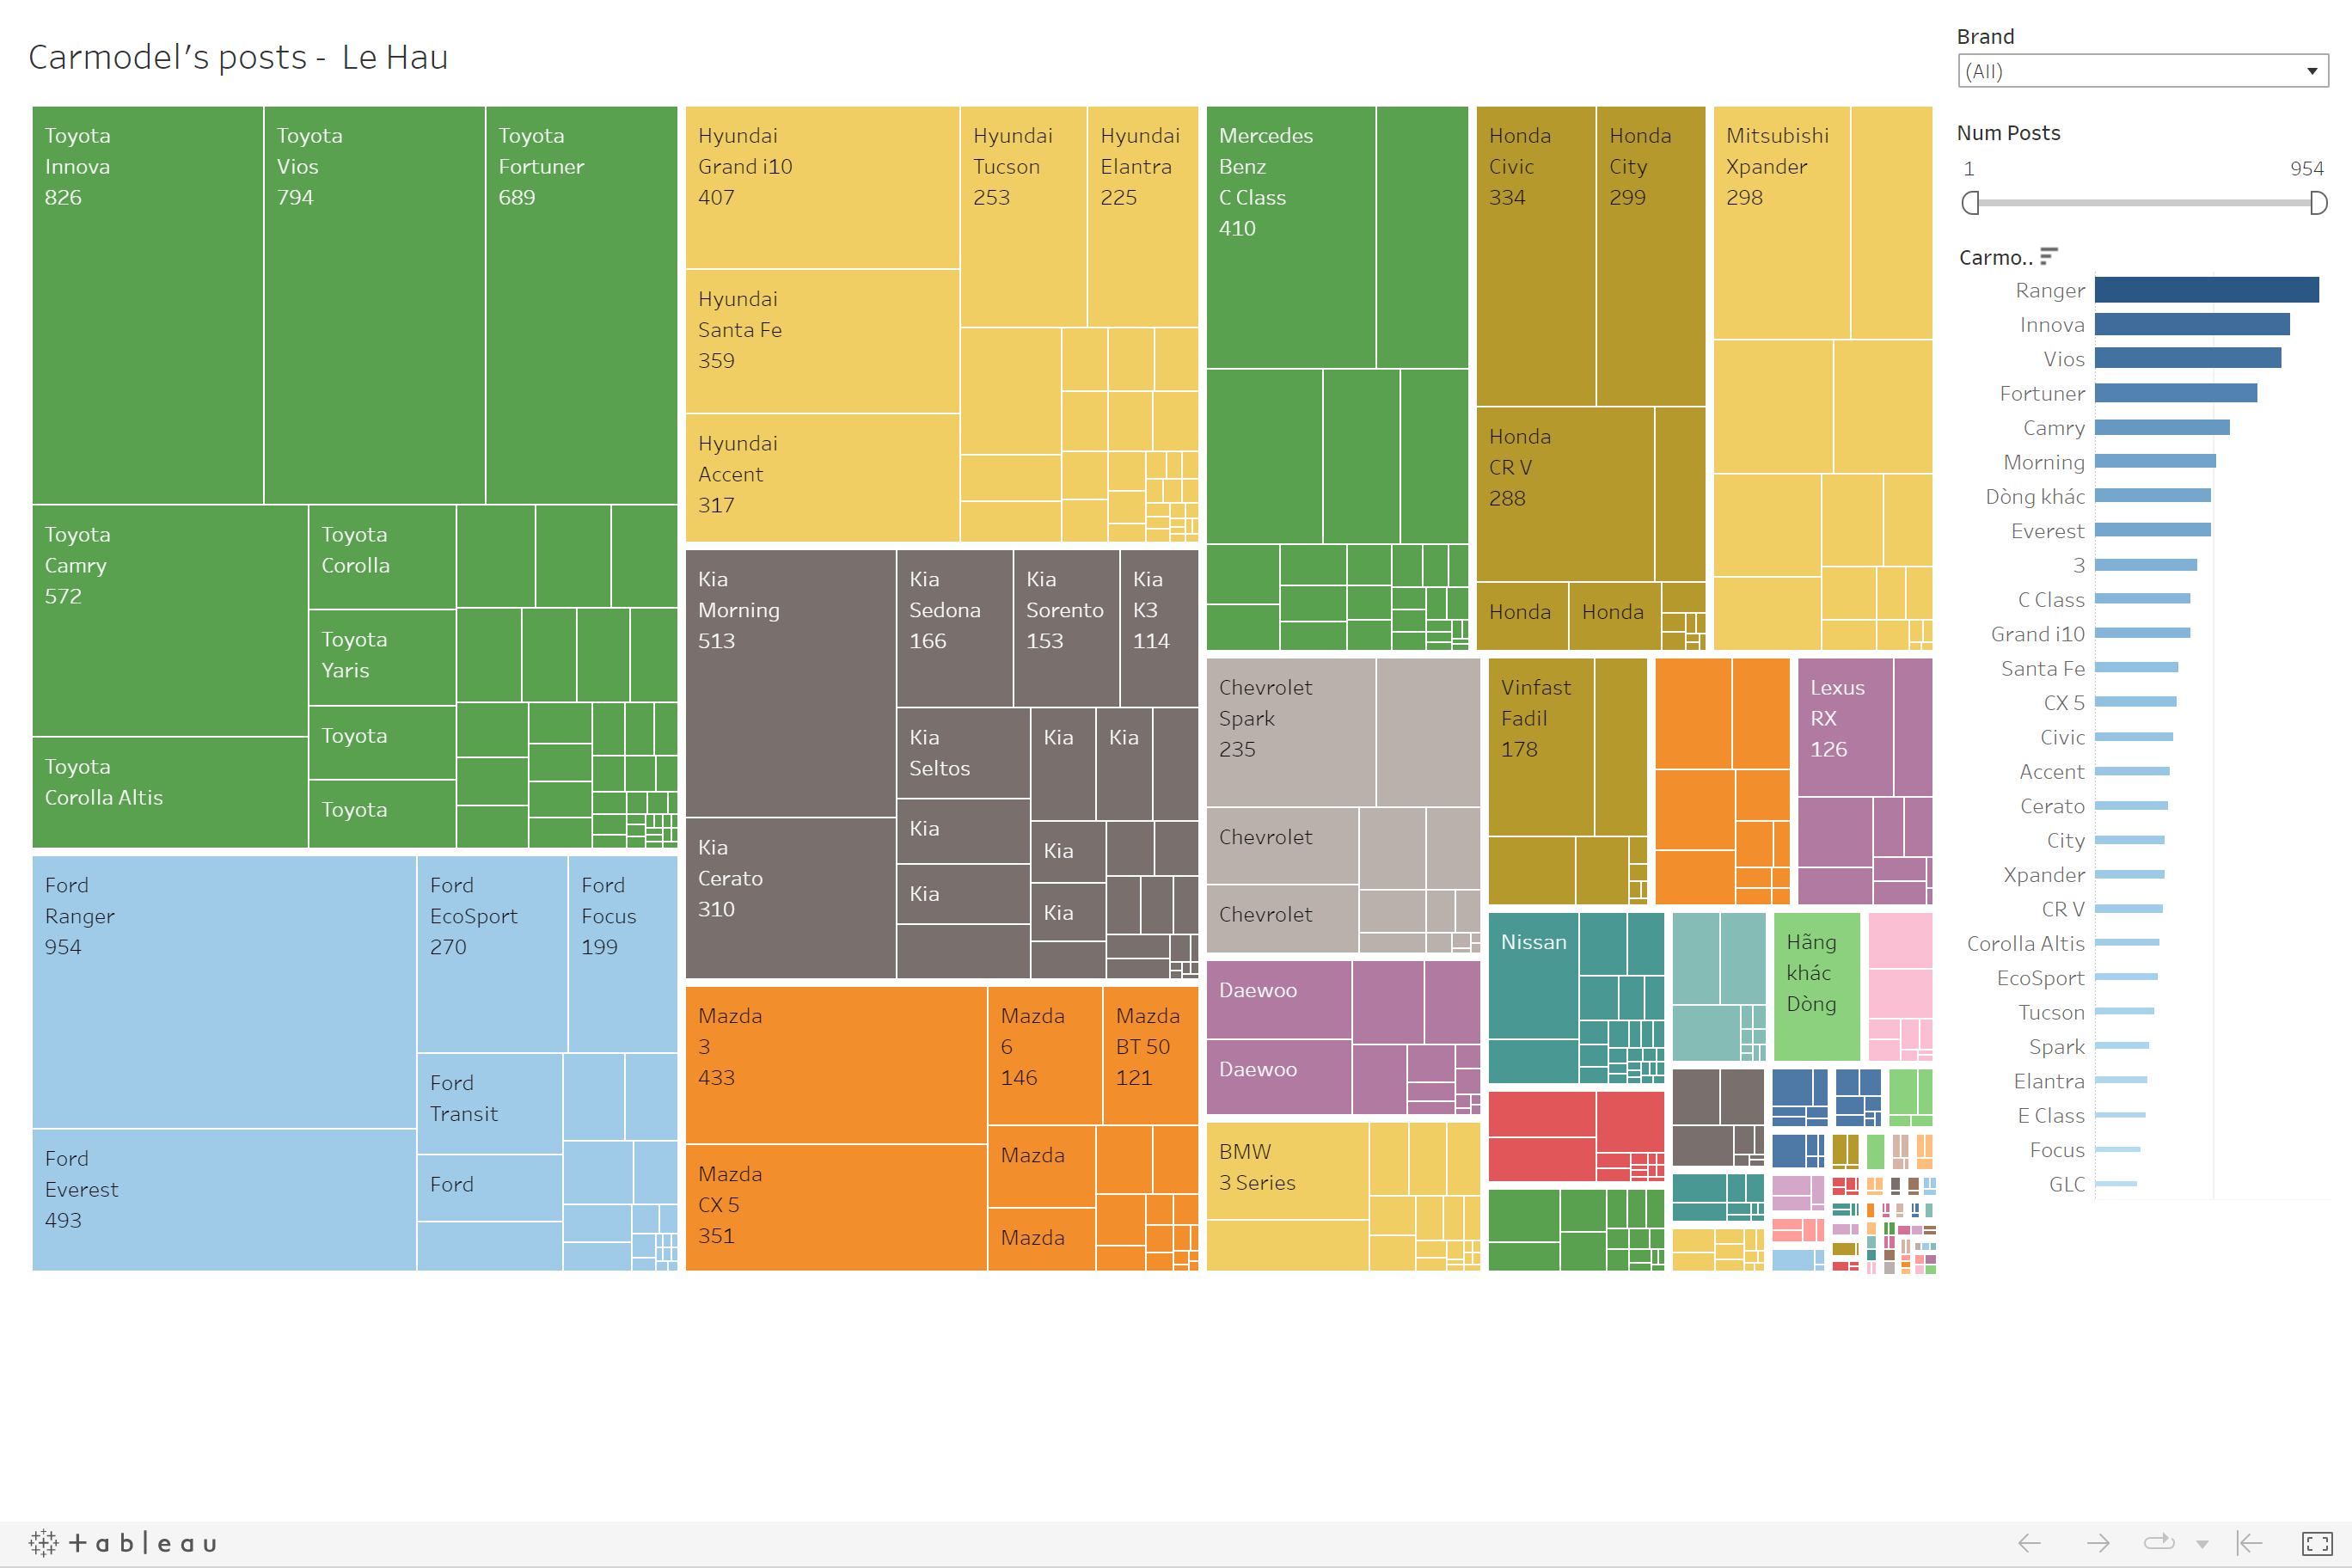 Carmodel's posts - Le Hau
Toyota
Innova
826
Toyota
Vios
794
Toyota
Fortuner
689
Toyota
Camry
572
Toyota
Corolla Altis
Toyota
Corolla
Toyota
Yaris
Toyota
Toyota
Ford
Ranger
954
Ford
Everest
493
Ford
EcoSport
270
Ford
Focus
199
Ford
Transit
Ford
Hyundai
Grand i10
407
Hyundai
Santa Fe
359
Hyundai
Accent
317
Hyundai
Tucson
253
Hyundai
Elantra
225
Kia
Morning
513
Kia
Cerato
310
Kia
Sedona
166
Kia
Sorento
153
Kia
K3
114
Kia
Seltos
Kia
Kia
Kia
Kia
Kia
Kia
Mazda
3
433
Mazda
CX 5
351
Mazda
6
146
Mazda
BT 50
121
Mazda
Mazda
Mercedes
Benz
C Class
410
Honda
Civic
334
Honda
City
299
Honda
CR V
288
Honda
Honda
Mitsubishi
Xpander
298
Chevrolet
Spark
235
Chevrolet
Chevrolet
Daewoo
Daewoo
BMW
3 Series
Vinfast
Fadil
178
Lexus
RX
126
Nissan
Hãng
khác
Dòng
Brand
(All)
Num Posts
1 954
Carmo..
Ranger
Innova
Vios
Fortuner
Camry
Morning
Dòng khác
Everest
3
C Class
Grand i10
Santa Fe
CX 5
Civic
Accent
Cerato
City
Xpander
CR V
Corolla Altis
EcoSport
Tucson
Spark
Elantra
E Class
Focus
GLC
+ableau